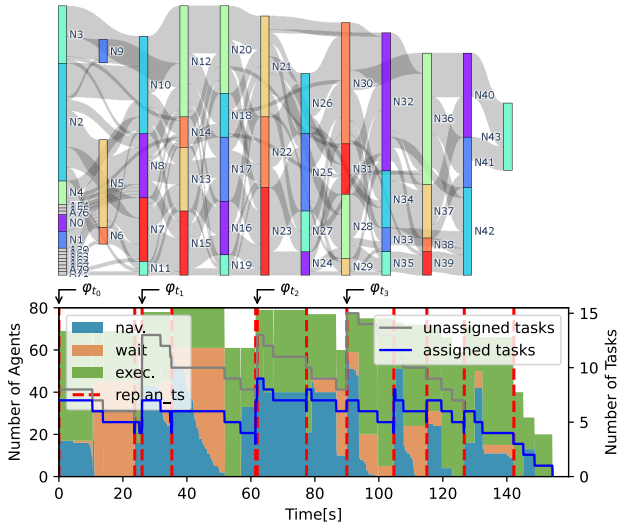 N3
N2
N4
A76
N0
N1
A79
N9
N5
N6
N10
N8
N7
N11
N12
N14
N13
N15
N20
N18
N17
N16
N19
N21
N22
N23
N26
N25
N27
N24
N30
N31
N28
N29
N32
N34
N33
N35
N36
N37
N38
N39
N40
N41
N42
N43
φt0
φt1
φt2
φt3
80
60
40
20
0
Number of Agents
nav.
wait
exec.
replan_ts
unassigned tasks
assigned tasks
15
10
5
0
Number of Tasks
0 20 40 60 80 100 120 140
Time[s]